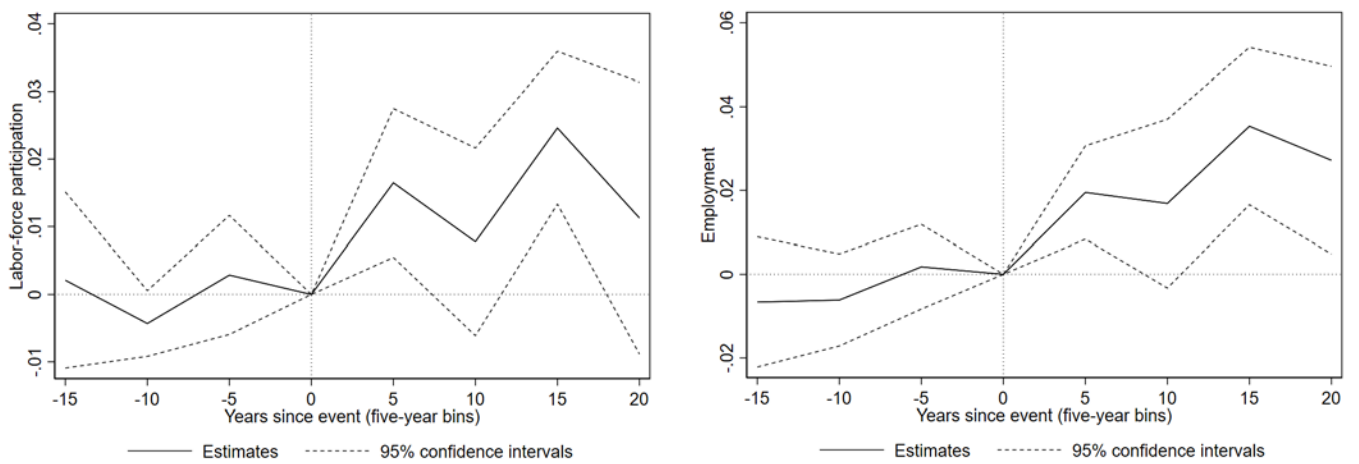 Labor-force participation
.04
.03
.02
.01
0
-.01
-15 -10 -5 0 5 10 15 20
Years since event (five-year bins)
Estimates 95% confidence intervals
Employment
.06
.04
.02
0
-.02
-15 -10 -5 0 5 10 15 20
Years since event (five-year bins)
Estimates 95% confidence intervals